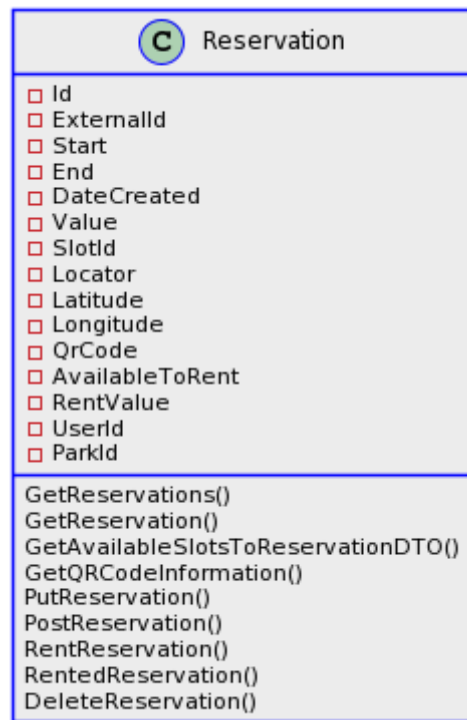 C Reservation
Id
ExternalId
Start
End
DateCreated
Value
SlotId
Locator
Latitude
Longitude
QrCode
AvailableToRent
RentValue
UserId
ParkId
GetReservations()
GetReservation()
GetAvailableSlotsToReservationDTO()
GetQRCodeInformation()
PutReservation()
PostReservation()
RentReservation()
RentedReservation()
DeleteReservation()